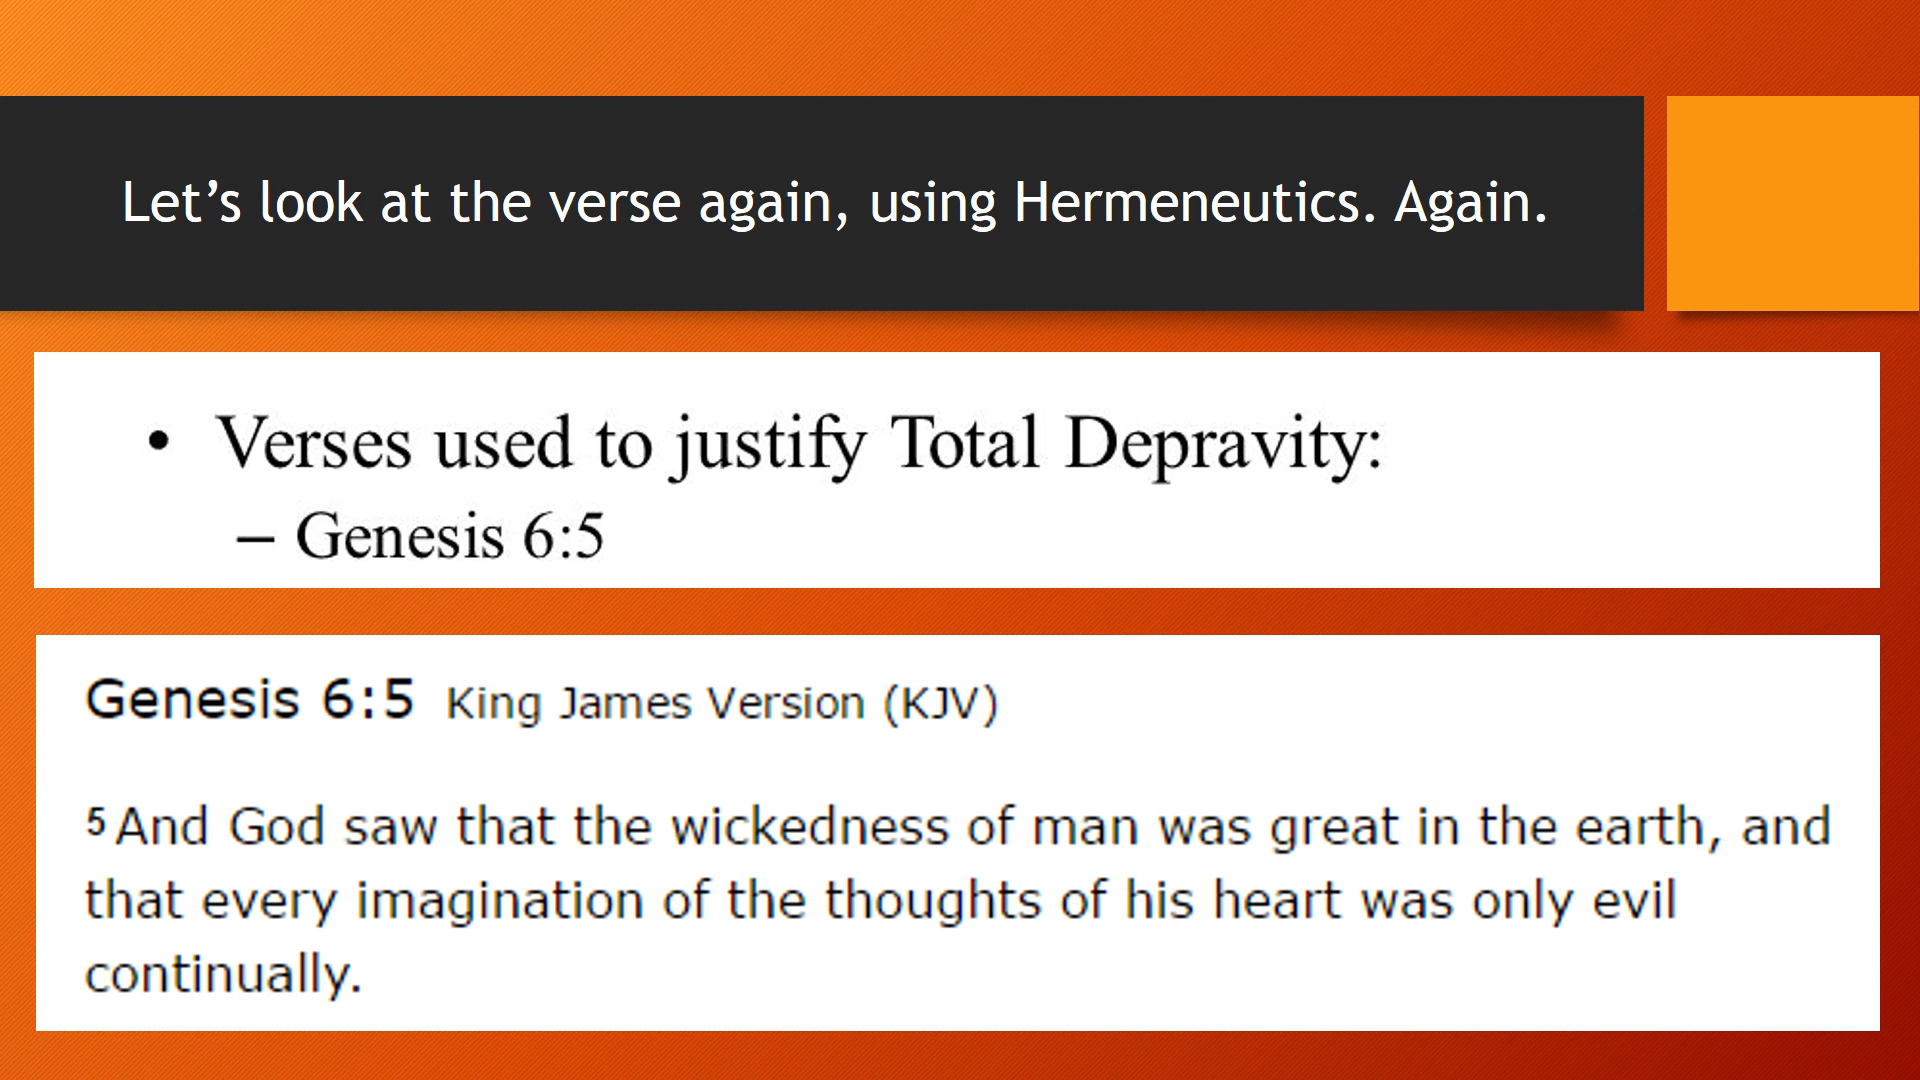 Let’s look at the verse again, using Hermeneutics. Again.
• Verses used to justify Total Depravity:
– Genesis 6:5
Genesis 6:5 King James Version (KJV)
5 And God saw that the wickedness of man was great in the earth, and
that every imagination of the thoughts of his heart was only evil
continually.